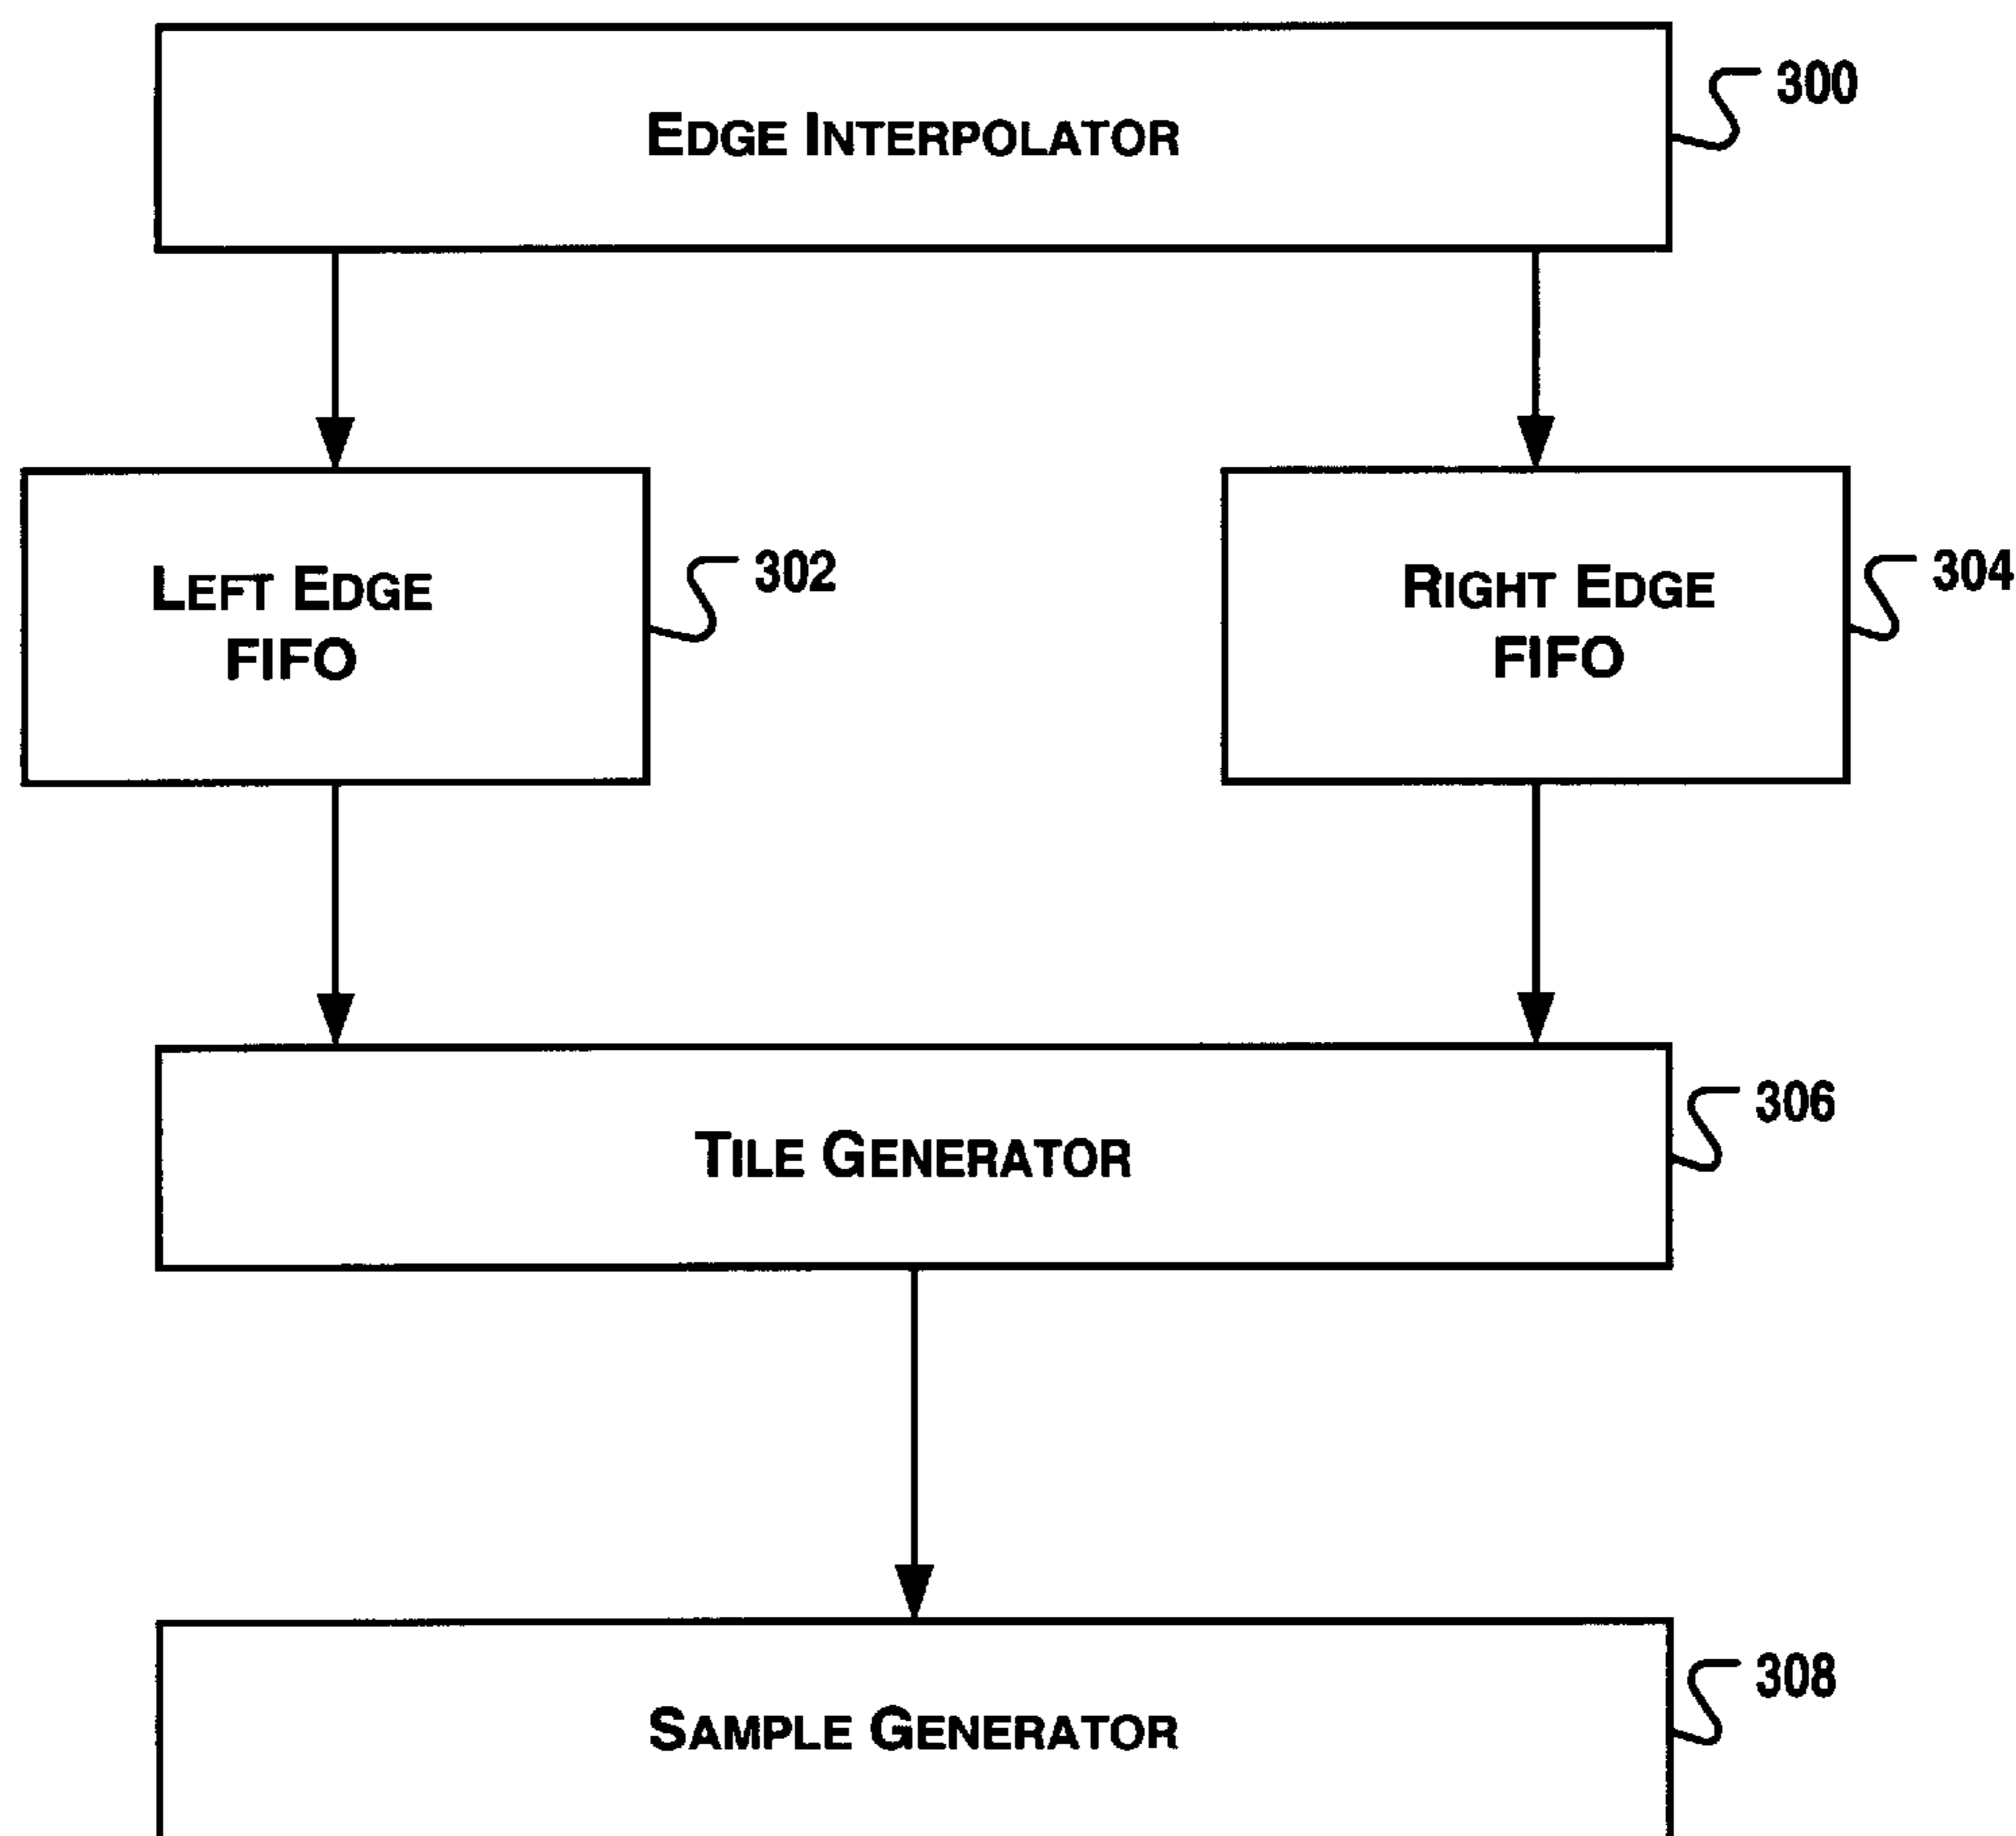 EDGE INTERPOLATOR
300
LEFT EDGE
FIFO
302
RIGHT EDGE
FIFO
304
TILE GENERATOR
306
SAMPLE GENERATOR
308